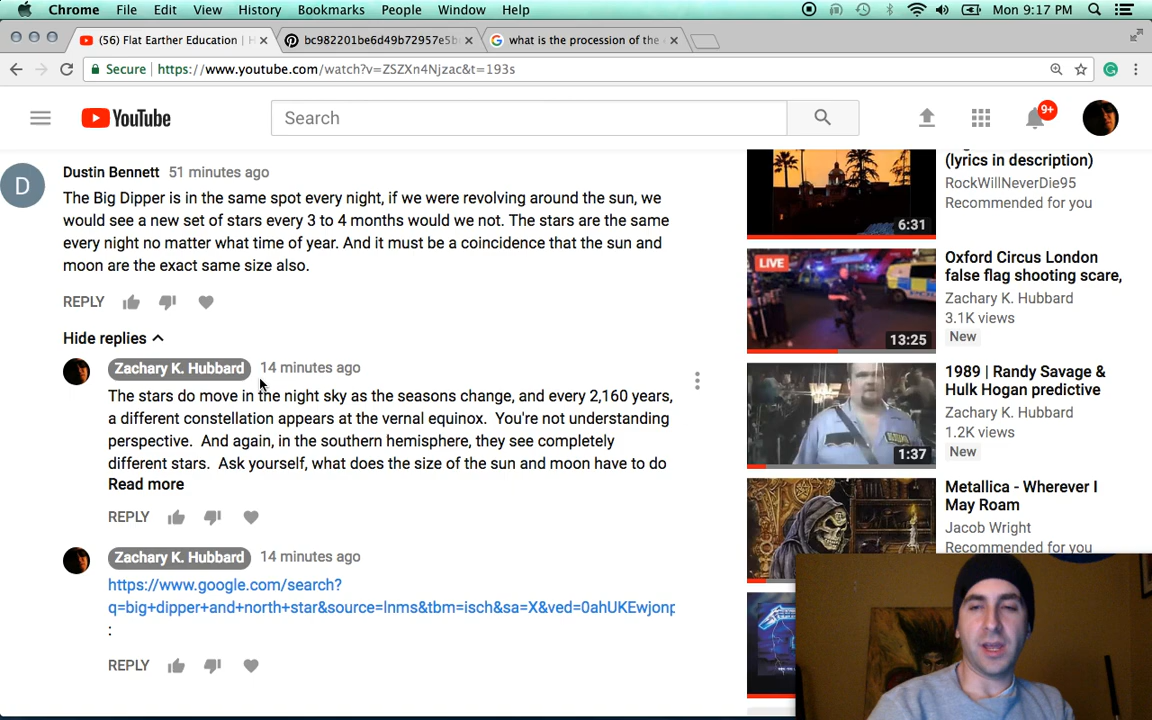 Chrome File Edit View History Bookmarks People Window Help Mon 9:17 PM
(56) Flat Earther Education | H
bc982201be6d49b72957e5b
what is the procession of the e
Secure https://www.youtube.com/watch?v=ZSZXn4Njzac&t=193s
YouTube
Search
9+
D
Dustin Bennett 51 minutes ago
The Big Dipper is in the same spot every night, if we were revolving around the sun, we
would see a new set of stars every 3 to 4 months would we not. The stars are the same
every night no matter what time of year. And it must be a coincidence that the sun and
moon are the exact same size also.
REPLY
Hide replies
Zachary K. Hubbard 14 minutes ago
The stars do move in the night sky as the seasons change, and every 2,160 years,
a different constellation appears at the vernal equinox. You're not understanding
perspective. And again, in the southern hemisphere, they see completely
different stars. Ask yourself, what does the size of the sun and moon have to do
Read more
REPLY
Zachary K. Hubbard 14 minutes ago
https://www.google.com/search?
q=big+dipper+and+north+star&source=lnms&tbm=isch&sa=X&ved=0ahUKEwjonp
:
REPLY
(lyrics in description)
RockWillNeverDie95
Recommended for you
6:31
Oxford Circus London
false flag shooting scare,
Zachary K. Hubbard
3.1K views
New
LIVE
13:25
1989 | Randy Savage &
Hulk Hogan predictive
Zachary K. Hubbard
1.2K views
New
1:37
Metallica - Wherever I
May Roam
Jacob Wright
Recommended for you